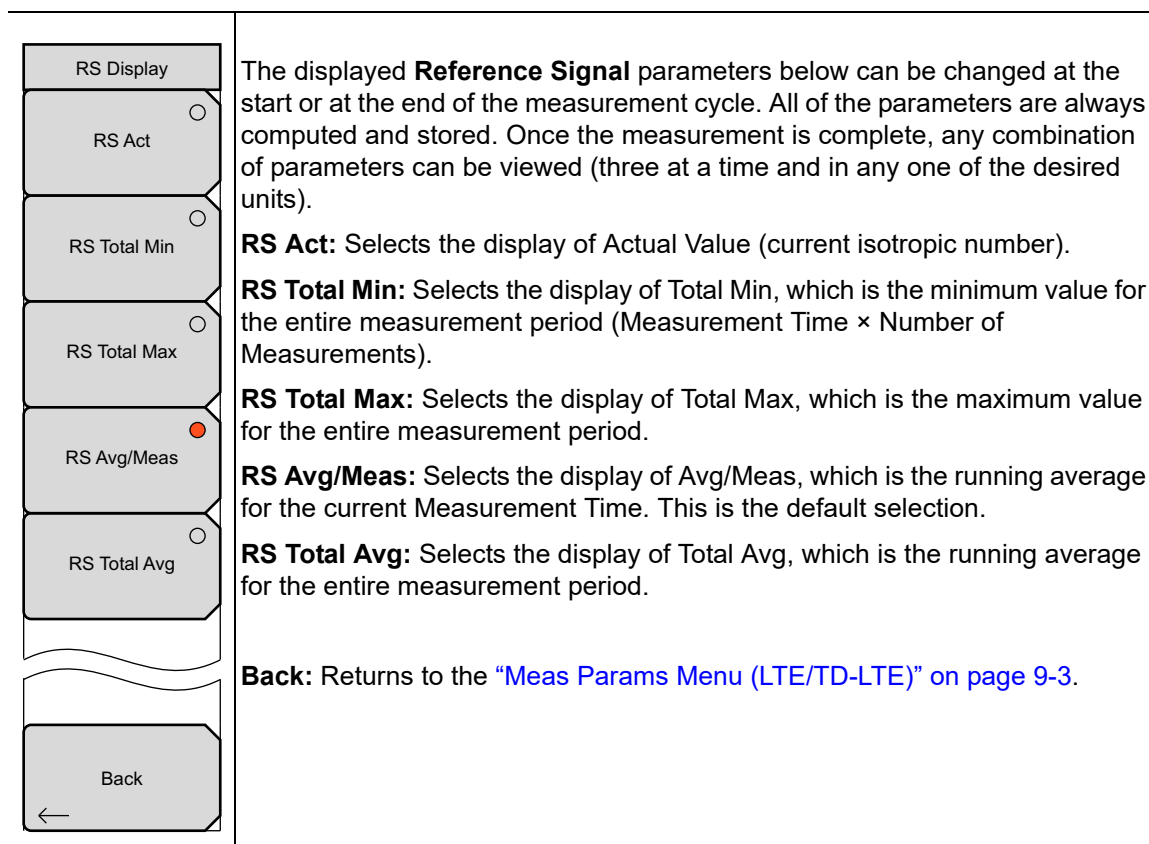 RS Display
RS Act
RS Total Min
RS Total Max
RS Avg/Meas
RS Total Avg
Back
The displayed Reference Signal parameters below can be changed at the
start or at the end of the measurement cycle. All of the parameters are always
computed and stored. Once the measurement is complete, any combination
of parameters can be viewed (three at a time and in any one of the desired
units).
RS Act: Selects the display of Actual Value (current isotropic number).
RS Total Min: Selects the display of Total Min, which is the minimum value for
the entire measurement period (Measurement Time × Number of
Measurements).
RS Total Max: Selects the display of Total Max, which is the maximum value
for the entire measurement period.
RS Avg/Meas: Selects the display of Avg/Meas, which is the running average
for the current Measurement Time. This is the default selection.
RS Total Avg: Selects the display of Total Avg, which is the running average
for the entire measurement period.
Back: Returns to the “Meas Params Menu (LTE/TD-LTE)” on page 9-3.